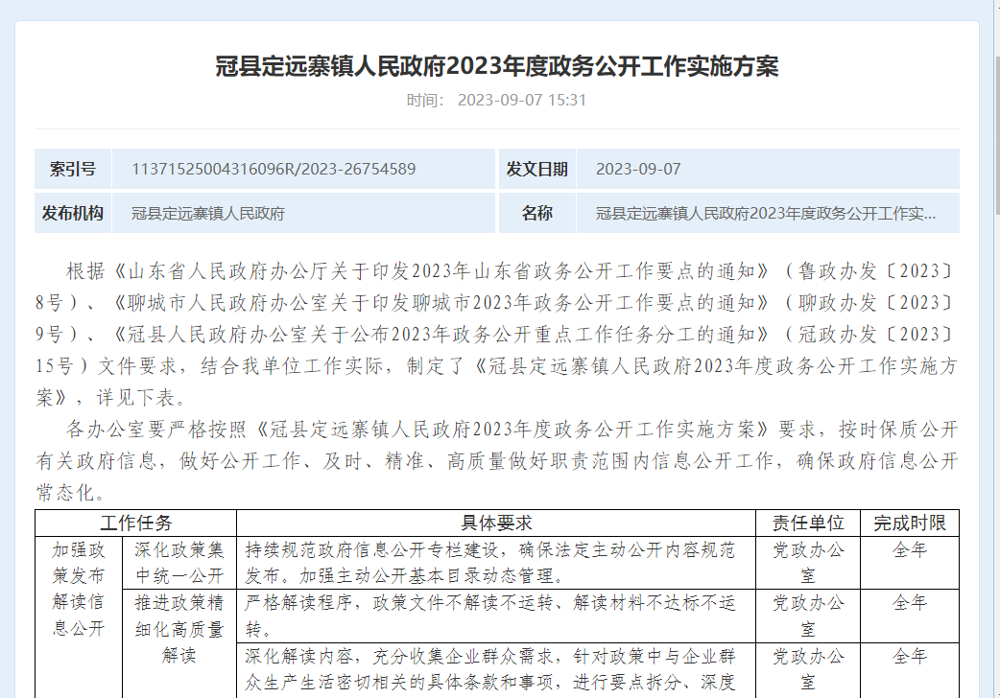 冠县定远寨镇人民政府2023年度政务公开工作实施方案
时间： 2023-09-07 15:31
索引号 11371525004316096R/2023-26754589 发文日期 2023-09-07
发布机构 冠县定远寨镇人民政府 名称 冠县定远寨镇人民政府2023年度政务公开工作实...
根据《山东省人民政府办公厅关于印发2023年山东省政务公开工作要点的通知》（鲁政办发〔2023〕
8号）、《聊城市人民政府办公室关于印发聊城市2023年政务公开工作要点的通知》（聊政办发〔2023〕
9号）、《冠县人民政府办公室关于公布2023年政务公开重点工作任务分工的通知》（冠政办发〔2023〕
15号）文件要求，结合我单位工作实际，制定了《冠县定远寨镇人民政府2023年度政务公开工作实施方
案》，详见下表。
各办公室要严格按照《冠县定远寨镇人民政府2023年度政务公开工作实施方案》要求，按时保质公开
有关政府信息，做好公开工作、及时、精准、高质量做好职责范围内信息公开工作，确保政府信息公开
常态化。
工作任务 具体要求 责任单位 完成时限
加强政 深化政策集 持续规范政府信息公开专栏建设，确保法定主动公开内容规范 党政办公 全年
策发布 中统一公开 发布。加强主动公开基本目录动态管理。 室
解读信 推进政策精 严格解读程序，政策文件不解读不运转、解读材料不达标不运 党政办公 全年
息公开 细化高质量 转。 室
解读 深化解读内容，充分收集企业群众需求，针对政策中与企业群 党政办公 全年
众生产生活密切相关的具体条款和事项，进行要点拆分、深度 室